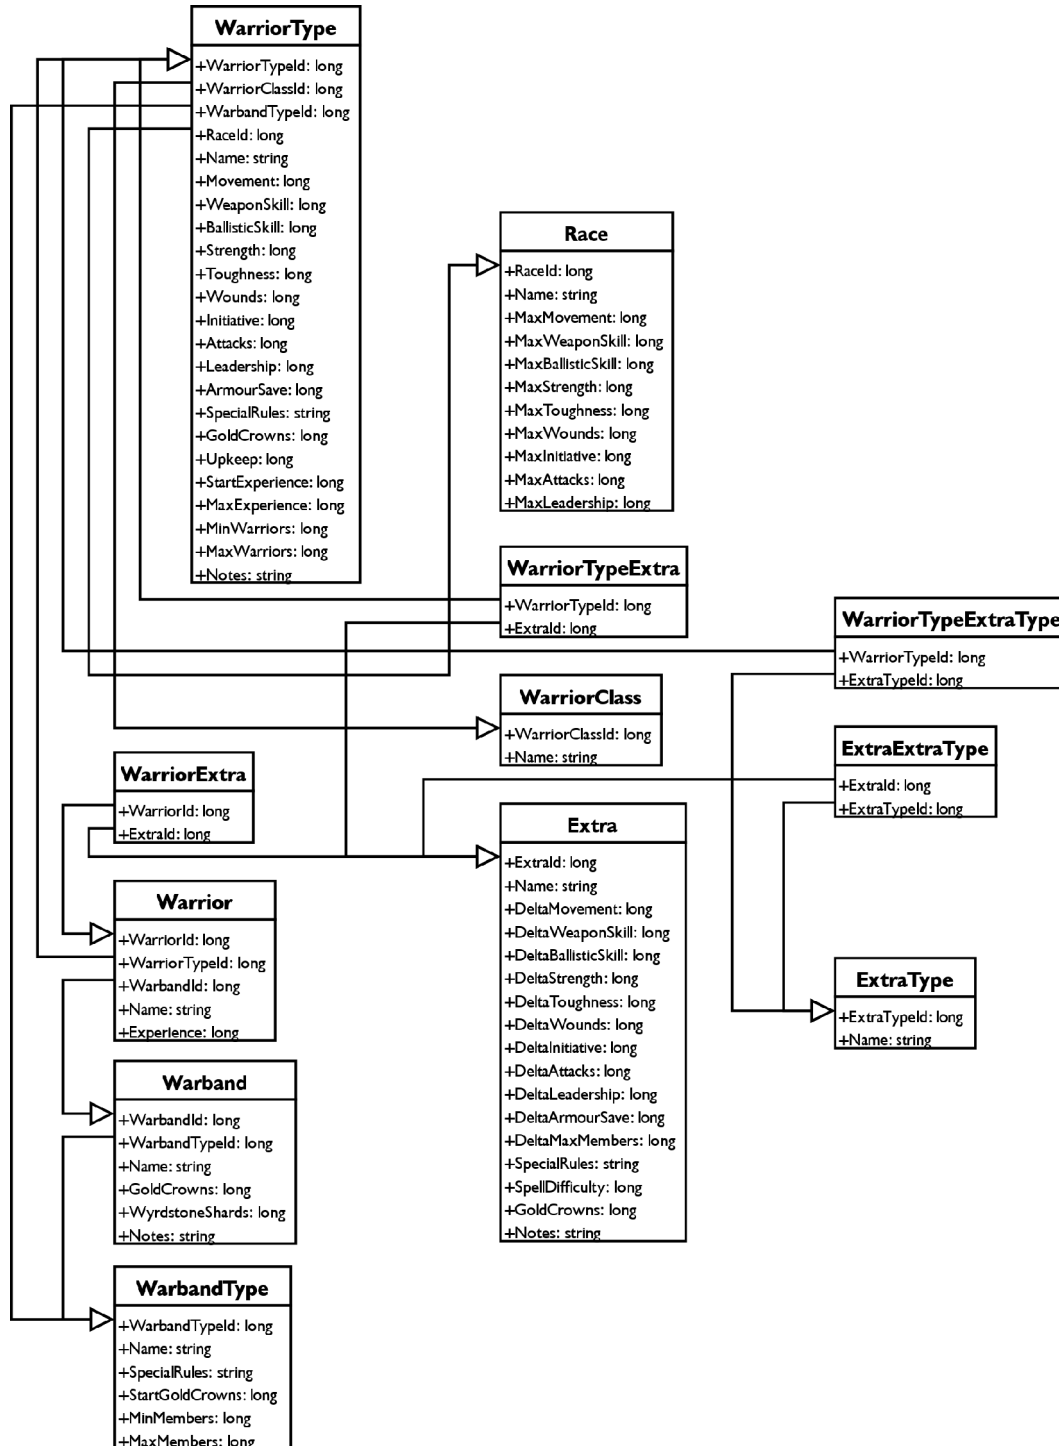 WarriorType
+WarriorTypeId: long
+WarriorClassId: long
+WarbandTypeId: long
+RaceId: long
+Name: string
+Movement: long
+WeaponSkill: long
+BallisticSkill: long
+Strength: long
+Toughness: long
+Wounds: long
+Initiative: long
+Attacks: long
+Leadership: long
+ArmourSave: long
+SpecialRules: string
+GoldCrowns: long
+Upkeep: long
+StartExperience: long
+MaxExperience: long
+MinWarriors: long
+MaxWarriors: long
+Notes: string
Race
+RaceId: long
+Name: string
+MaxMovement: long
+MaxWeaponSkill: long
+MaxBallisticSkill: long
+MaxStrength: long
+MaxToughness: long
+MaxWounds: long
+MaxInitiative: long
+MaxAttacks: long
+MaxLeadership: long
WarriorTypeExtra
+WarriorTypeId: long
+ExtraId: long
WarriorTypeExtraType
+WarriorTypeId: long
+ExtraTypeId: long
WarriorClass
+WarriorClassId: long
+Name: string
ExtraExtraType
+ExtraId: long
+ExtraTypeId: long
WarriorExtra
+WarriorId: long
+ExtraId: long
Extra
+ExtraId: long
+Name: string
+DeltaMovement: long
+DeltaWeaponSkill: long
+DeltaBallisticSkill: long
+DeltaStrength: long
+DeltaToughness: long
+DeltaWounds: long
+DeltaInitiative: long
+DeltaAttacks: long
+DeltaLeadership: long
+DeltaArmourSave: long
+DeltaMaxMembers: long
+SpecialRules: string
+SpellDifficulty: long
+GoldCrowns: long
+Notes: string
Warrior
+WarriorId: long
+WarriorTypeId: long
+WarbandId: long
+Name: string
+Experience: long
ExtraType
+ExtraTypeId: long
+Name: string
Warband
+WarbandId: long
+WarbandTypeId: long
+Name: string
+GoldCrowns: long
+WyrdstoneShards: long
+Notes: string
WarbandType
+WarbandTypeId: long
+Name: string
+SpecialRules: string
+StartGoldCrowns: long
+MinMembers: long
+MaxMembers: long